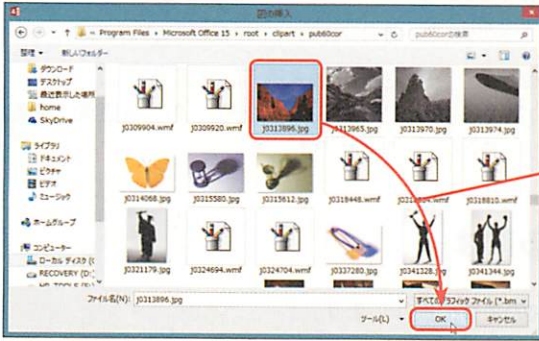 図の挿入
« Program Files › Microsoft Office 15 › root › clipart › pub60cor
pub60corの検索
整理 新しいフォルダー
ダウンロード
デスクトップ
最近表示した場所
home
SkyDrive
ライブラリ
ドキュメント
ピクチャ
ビデオ
ミュージック
ホームグループ
コンピューター
ローカル ディスク (C
RECOVERY (D:)
j0309904.wmf j0309920.wmf j0313896.jpg j0313965.jpg j0313970.jpg j0313974.jpg
j0314068.jpg j0315580.jpg j0315612.jpg j0318448.wmf j0318810.wmf
j0321179.jpg j0324694.wmf j0324704.wmf j0337280.jpg j0341328.jpg j0341344.jpg
ファイル名(N): j0313896.jpg
すべてのグラフィック ファイル (*.bm
ツール(L) OK キャンセル